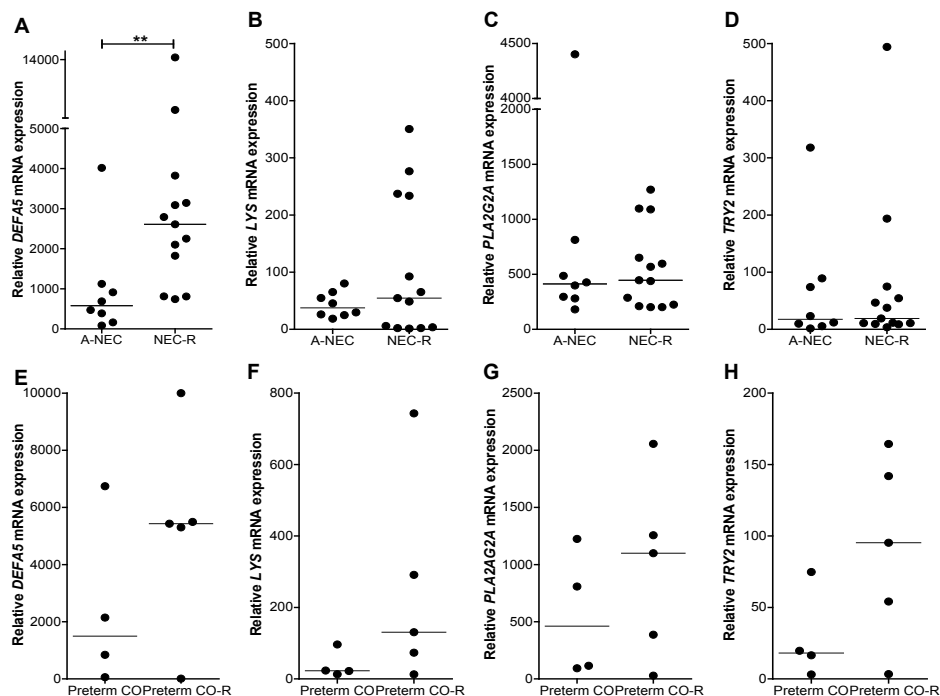 A
Relative DEFA5 mRNA expression
14000
5000
4000
3000
2000
1000
0
**
A-NEC NEC-R
B
Relative LYS mRNA expression
500
400
300
200
100
0
A-NEC NEC-R
C
Relative PLA2G2A mRNA expression
4500
4000
2000
1500
1000
500
0
A-NEC NEC-R
D
Relative TRY2 mRNA expression
500
400
300
200
100
0
A-NEC NEC-R
E
Relative DEFA5 mRNA expression
10000
8000
6000
4000
2000
0
Preterm CO Preterm CO-R
F
Relative LYS mRNA expression
800
600
400
200
0
Preterm CO Preterm CO-R
G
Relative PLA2AG2A mRNA expression
2500
2000
1500
1000
500
0
Preterm CO Preterm CO-R
H
Relative TRY2 mRNA expression
200
150
100
50
0
Preterm CO Preterm CO-R